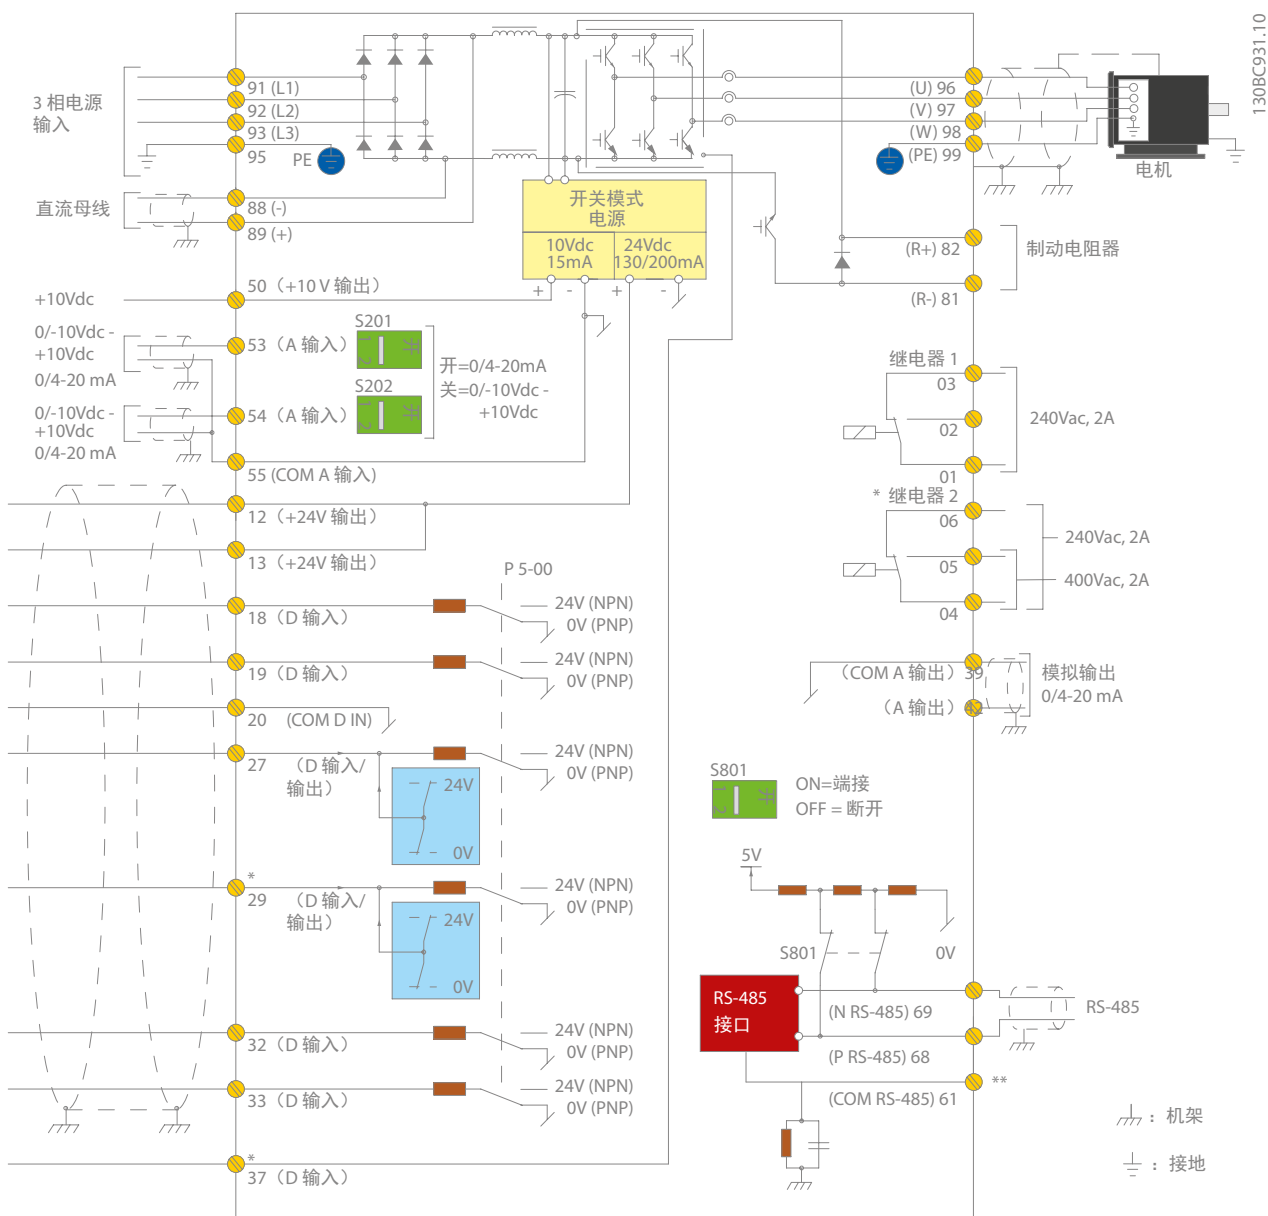 130BC931.10
3 相电源
输入
91 (L1)
92 (L2)
93 (L3)
95
PE
直流母线
88 (-)
89 (+)
开关模式
电源
10Vdc
15mA
24Vdc
130/200mA
+ - + -
(U) 96
(V) 97
(W) 98
(PE) 99
电机
(R+) 82
(R-) 81
制动电阻器
+10Vdc
50（+10 V 输出）
0/-10Vdc -
+10Vdc
0/4-20 mA
53（A 输入）
S201
1 2
开
开=0/4-20mA
关=0/-10Vdc -
+10Vdc
0/-10Vdc -
+10Vdc
0/4-20 mA
54（A 输入）
S202
1 2
开
55 (COM A 输入)
12（+24V 输出）
13（+24V 输出）
继电器 1
03
02
01
240Vac, 2A
* 继电器 2
06
05
04
240Vac, 2A
400Vac, 2A
P 5-00
18（D 输入）
24V (NPN)
0V (PNP)
19（D 输入）
24V (NPN)
0V (PNP)
20 (COM D IN)
27（D 输入/
输出）
24V (NPN)
0V (PNP)
24V
0V
*
29（D 输入/
输出）
24V (NPN)
0V (PNP)
24V
0V
32（D 输入）
24V (NPN)
0V (PNP)
33（D 输入）
24V (NPN)
0V (PNP)
*
37（D 输入）
（COM A 输出）39
（A 输出）42
模拟输出
0/4-20 mA
S801
1 2
开
ON=端接
OFF = 断开
5V
S801
0V
RS-485
接口
(N RS-485) 69
(P RS-485) 68
(COM RS-485) 61
RS-485
**
：机架
：接地